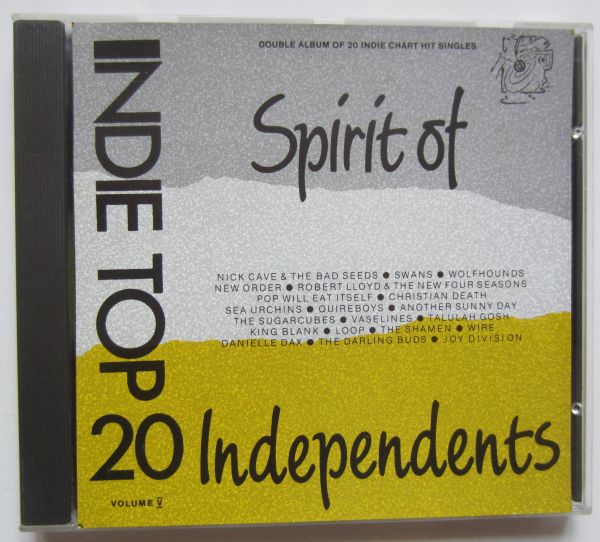 DOUBLE ALBUM OF 20 INDIE CHART HIT SINGLES
INDIE TOP
20
VOLUME V
Spirit of
NICK CAVE & THE BAD SEEDS ● SWANS ● WOLFHOUNDS
NEW ORDER ● ROBERT LLOYD & THE NEW FOUR SEASONS
POP WILL EAT ITSELF ● CHRISTIAN DEATH
SEA URCHINS ● QUIREBOYS ● ANOTHER SUNNY DAY
THE SUGARCUBES ● VASELINES ● TALULAH GOSH
KING BLANK ● LOOP ● THE SHAMEN ● WIRE
DANIELLE DAX ● THE DARLING BUDS ● JOY DIVISION
Independents